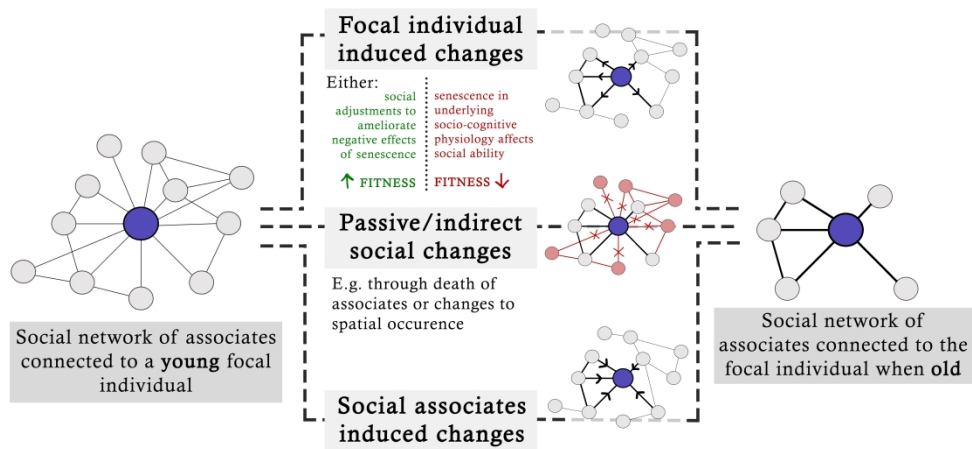 Focal individual
induced changes
Either:
social
adjustments to
ameliorate
negative effects
of senescence
↑ FITNESS
senescence in
underlying
socio-cognitive
physiology affects
social ability
FITNESS ↓
Passive/indirect
social changes
E.g. through death of
associates or changes to
spatial occurence
Social associates
induced changes
Social network of associates
connected to a young focal
individual
Social network of
associates connected to the
focal individual when old